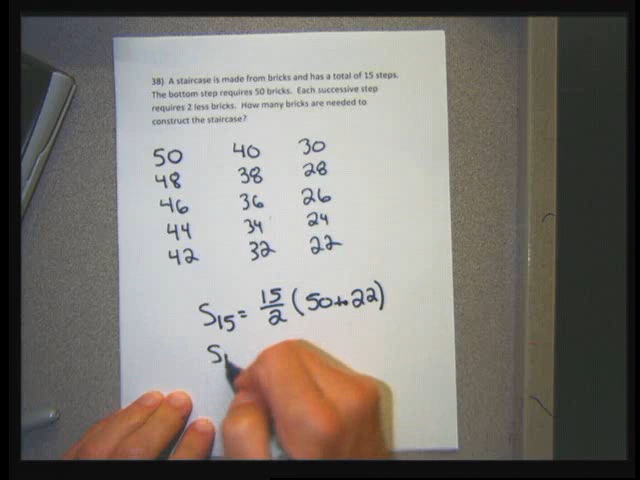 38) A staircase is made from bricks and has a total of 15 steps.
The bottom step requires 50 bricks. Each successive step
requires 2 less bricks. How many bricks are needed to
construct the staircase?
50 40 30
48 38 28
46 36 26
44 34 24
42 32 22
S15 = 15/2 (50+22)
S1